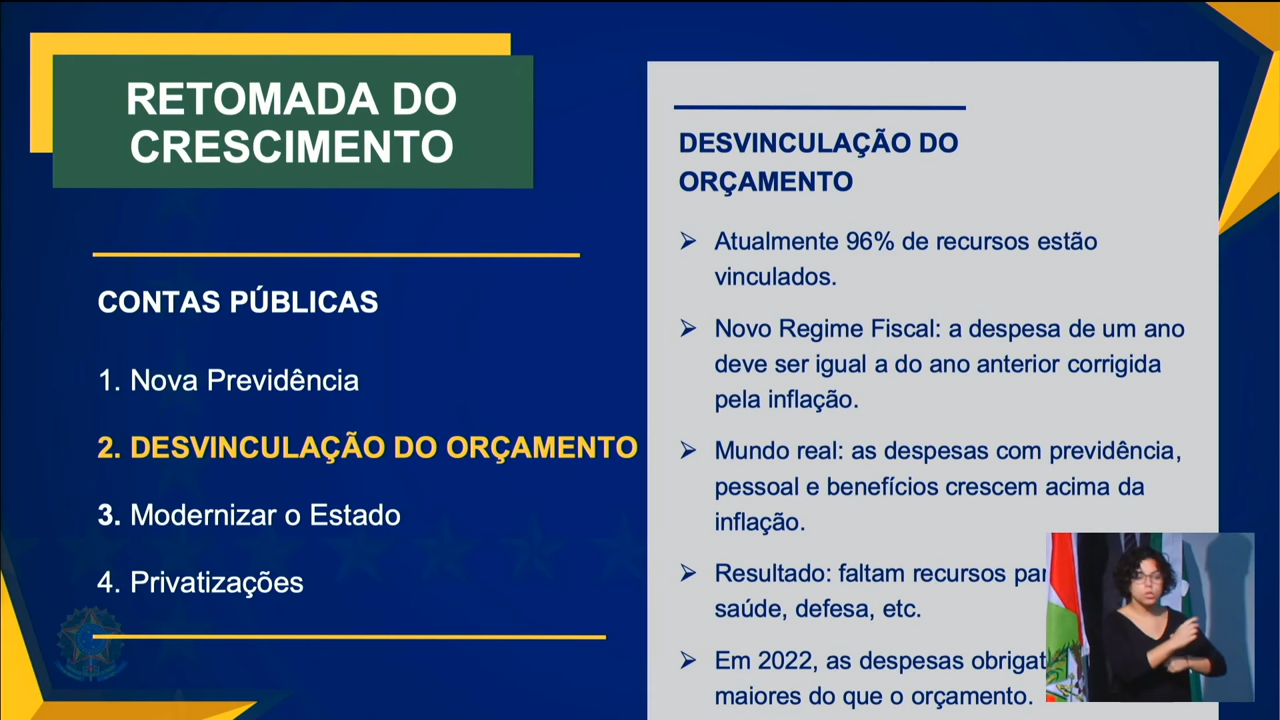 RETOMADA DO
CRESCIMENTO
CONTAS PÚBLICAS
1. Nova Previdência
2. DESVINCULAÇÃO DO ORÇAMENTO
3. Modernizar o Estado
4. Privatizações
DESVINCULAÇÃO DO
ORÇAMENTO
➢ Atualmente 96% de recursos estão
vinculados.
➢ Novo Regime Fiscal: a despesa de um ano
deve ser igual a do ano anterior corrigida
pela inflação.
➢ Mundo real: as despesas com previdência,
pessoal e benefícios crescem acima da
inflação.
➢ Resultado: faltam recursos
saúde, defesa, etc.
➢ Em 2022, as despesas
maiores do que o orçamento.